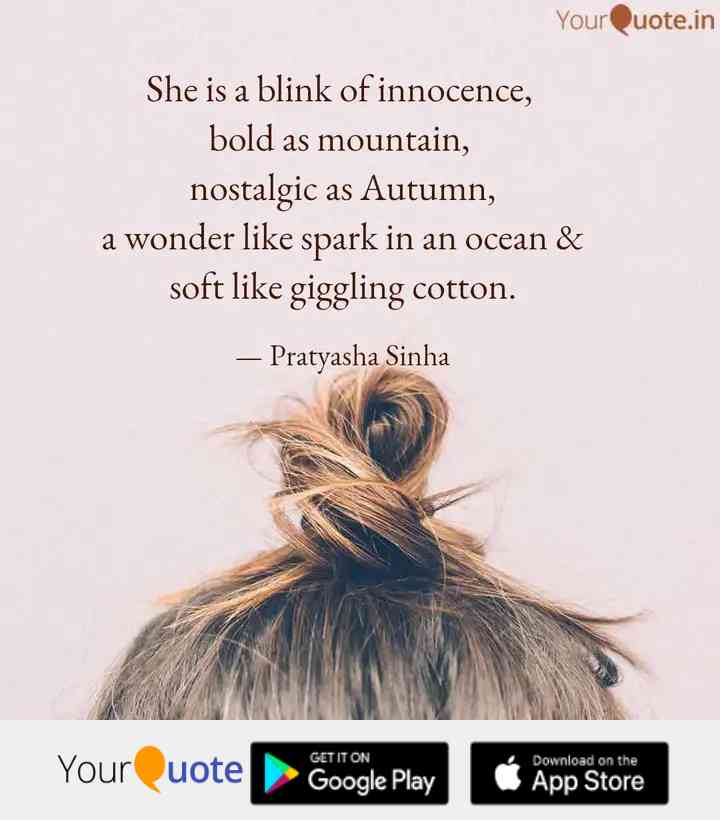 YourQuote.in
She is a blink of innocence,
bold as mountain,
nostalgic as Autumn,
a wonder like spark in an ocean &
soft like giggling cotton.
— Pratyasha Sinha
YourQuote
GET IT ON
Google Play
Download on the
App Store